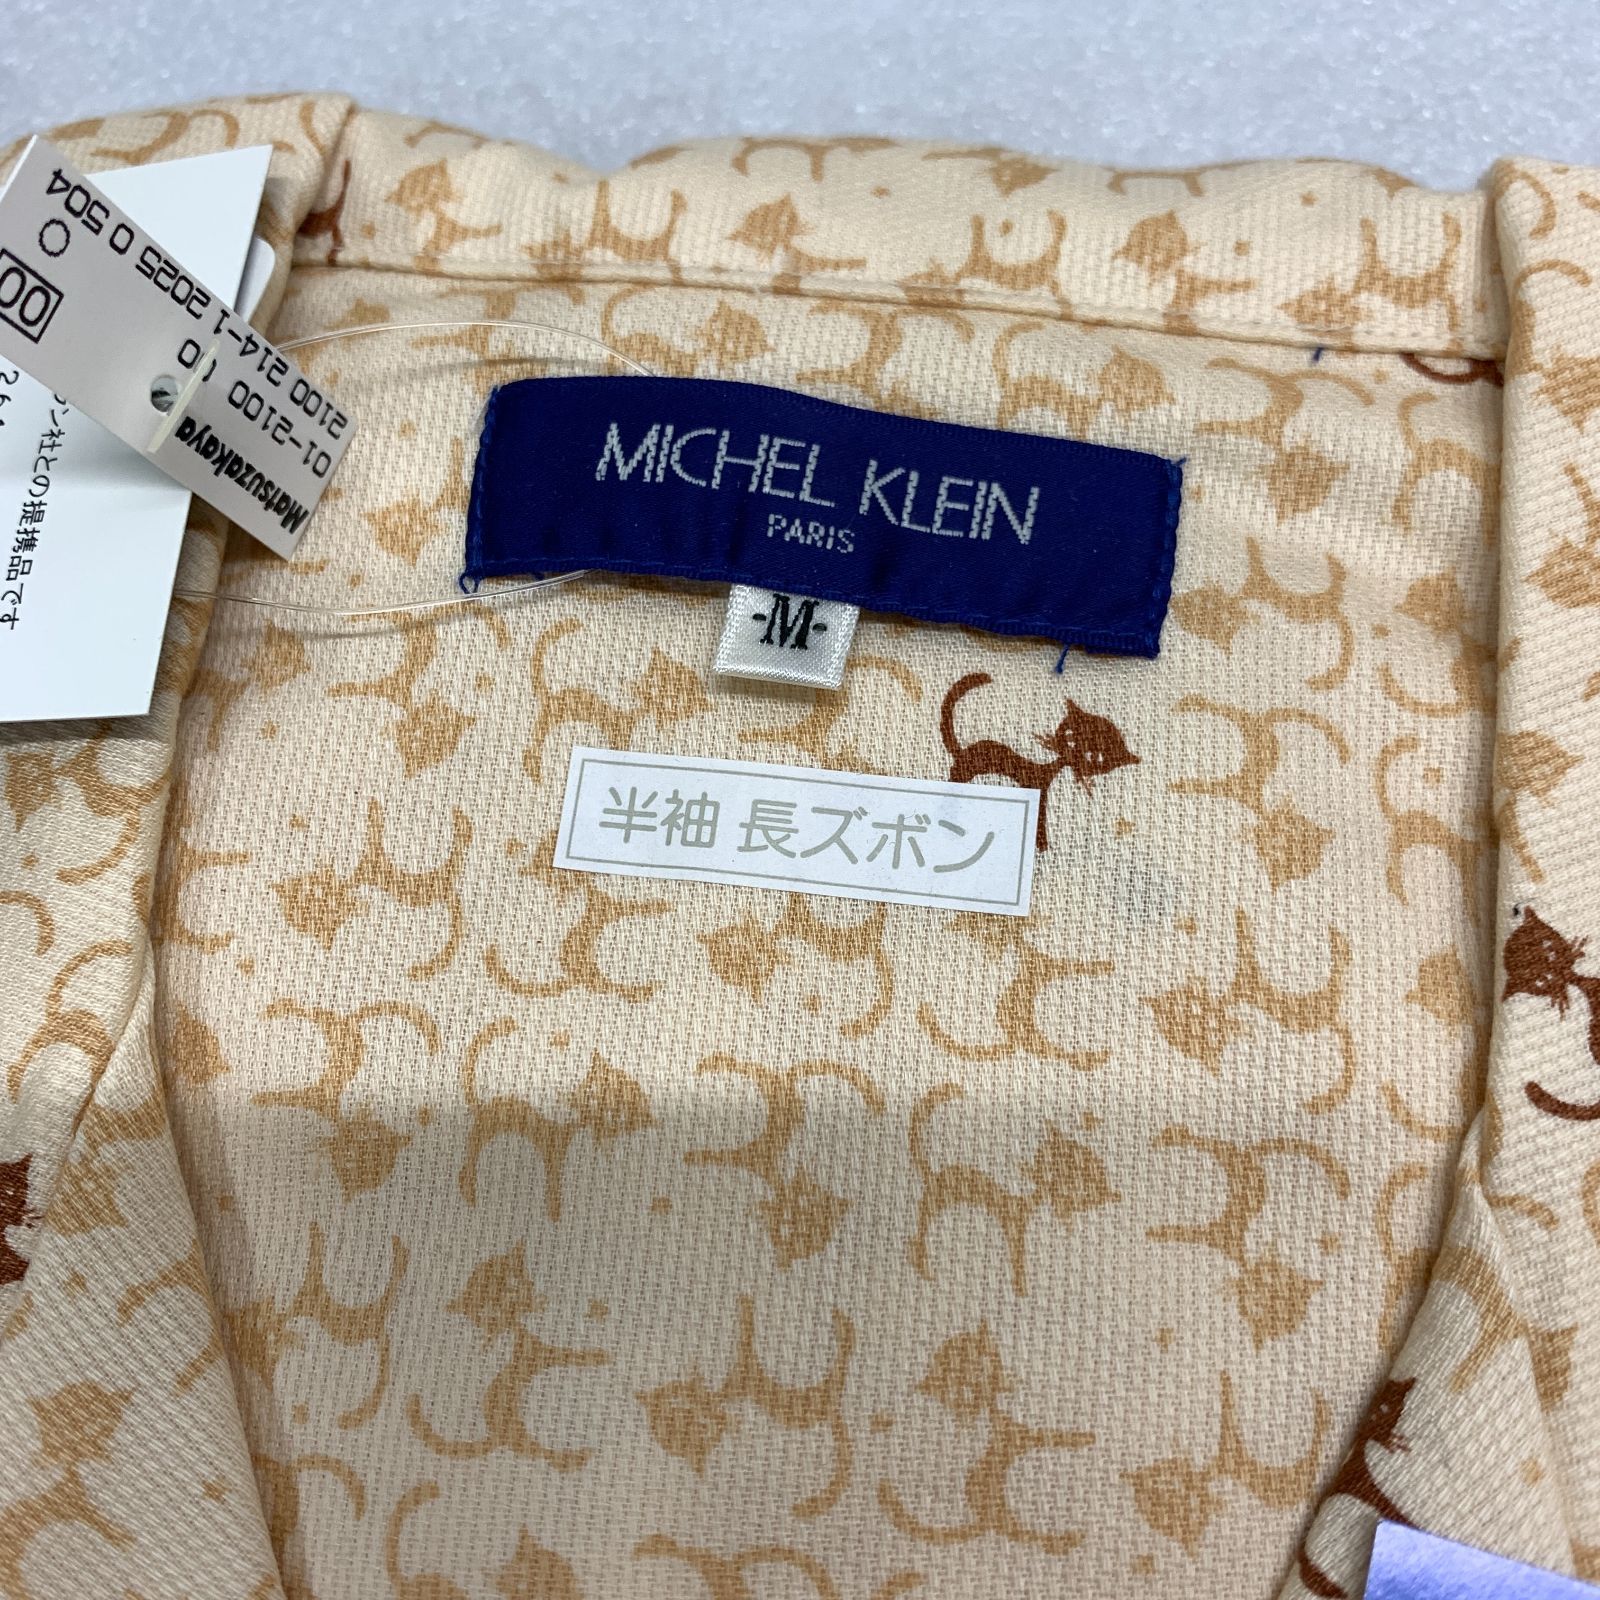 MICHEL KLEIN
PARIS
-M-
半袖 長ズボン
Matsuzakaya
01-2100 00
2100 214-1 2025 0 504
00
ン社との提携品です